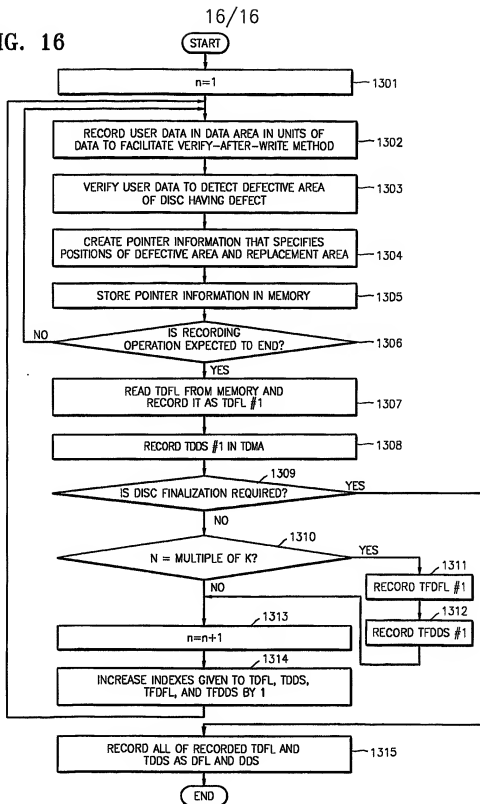 16/16
IG. 16
START
n=1
1301
RECORD USER DATA IN DATA AREA IN UNITS OF
DATA TO FACILITATE VERIFY-AFTER-WRITE METHOD
1302
VERIFY USER DATA TO DETECT DEFECTIVE AREA
OF DISC HAVING DEFECT
1303
CREATE POINTER INFORMATION THAT SPECIFIES
POSITIONS OF DEFECTIVE AREA AND REPLACEMENT AREA
1304
STORE POINTER INFORMATION IN MEMORY
1305
NO
IS RECORDING
OPERATION EXPECTED TO END?
1306
YES
READ TDFL FROM MEMORY AND
RECORD IT AS TDFL #1
1307
RECORD TDDS #1 IN TDMA
1308
1309
IS DISC FINALIZATION REQUIRED?
YES
NO
1310
N = MULTIPLE OF K?
YES
1311
RECORD TFDFL #1
NO
1312
RECORD TFDDS #1
1313
n=n+1
1314
INCREASE INDEXES GIVEN TO TDFL, TDDS,
TFDFL, AND TFDDS BY 1
RECORD ALL OF RECORDED TDFL AND
TDDS AS DFL AND DDS
1315
END